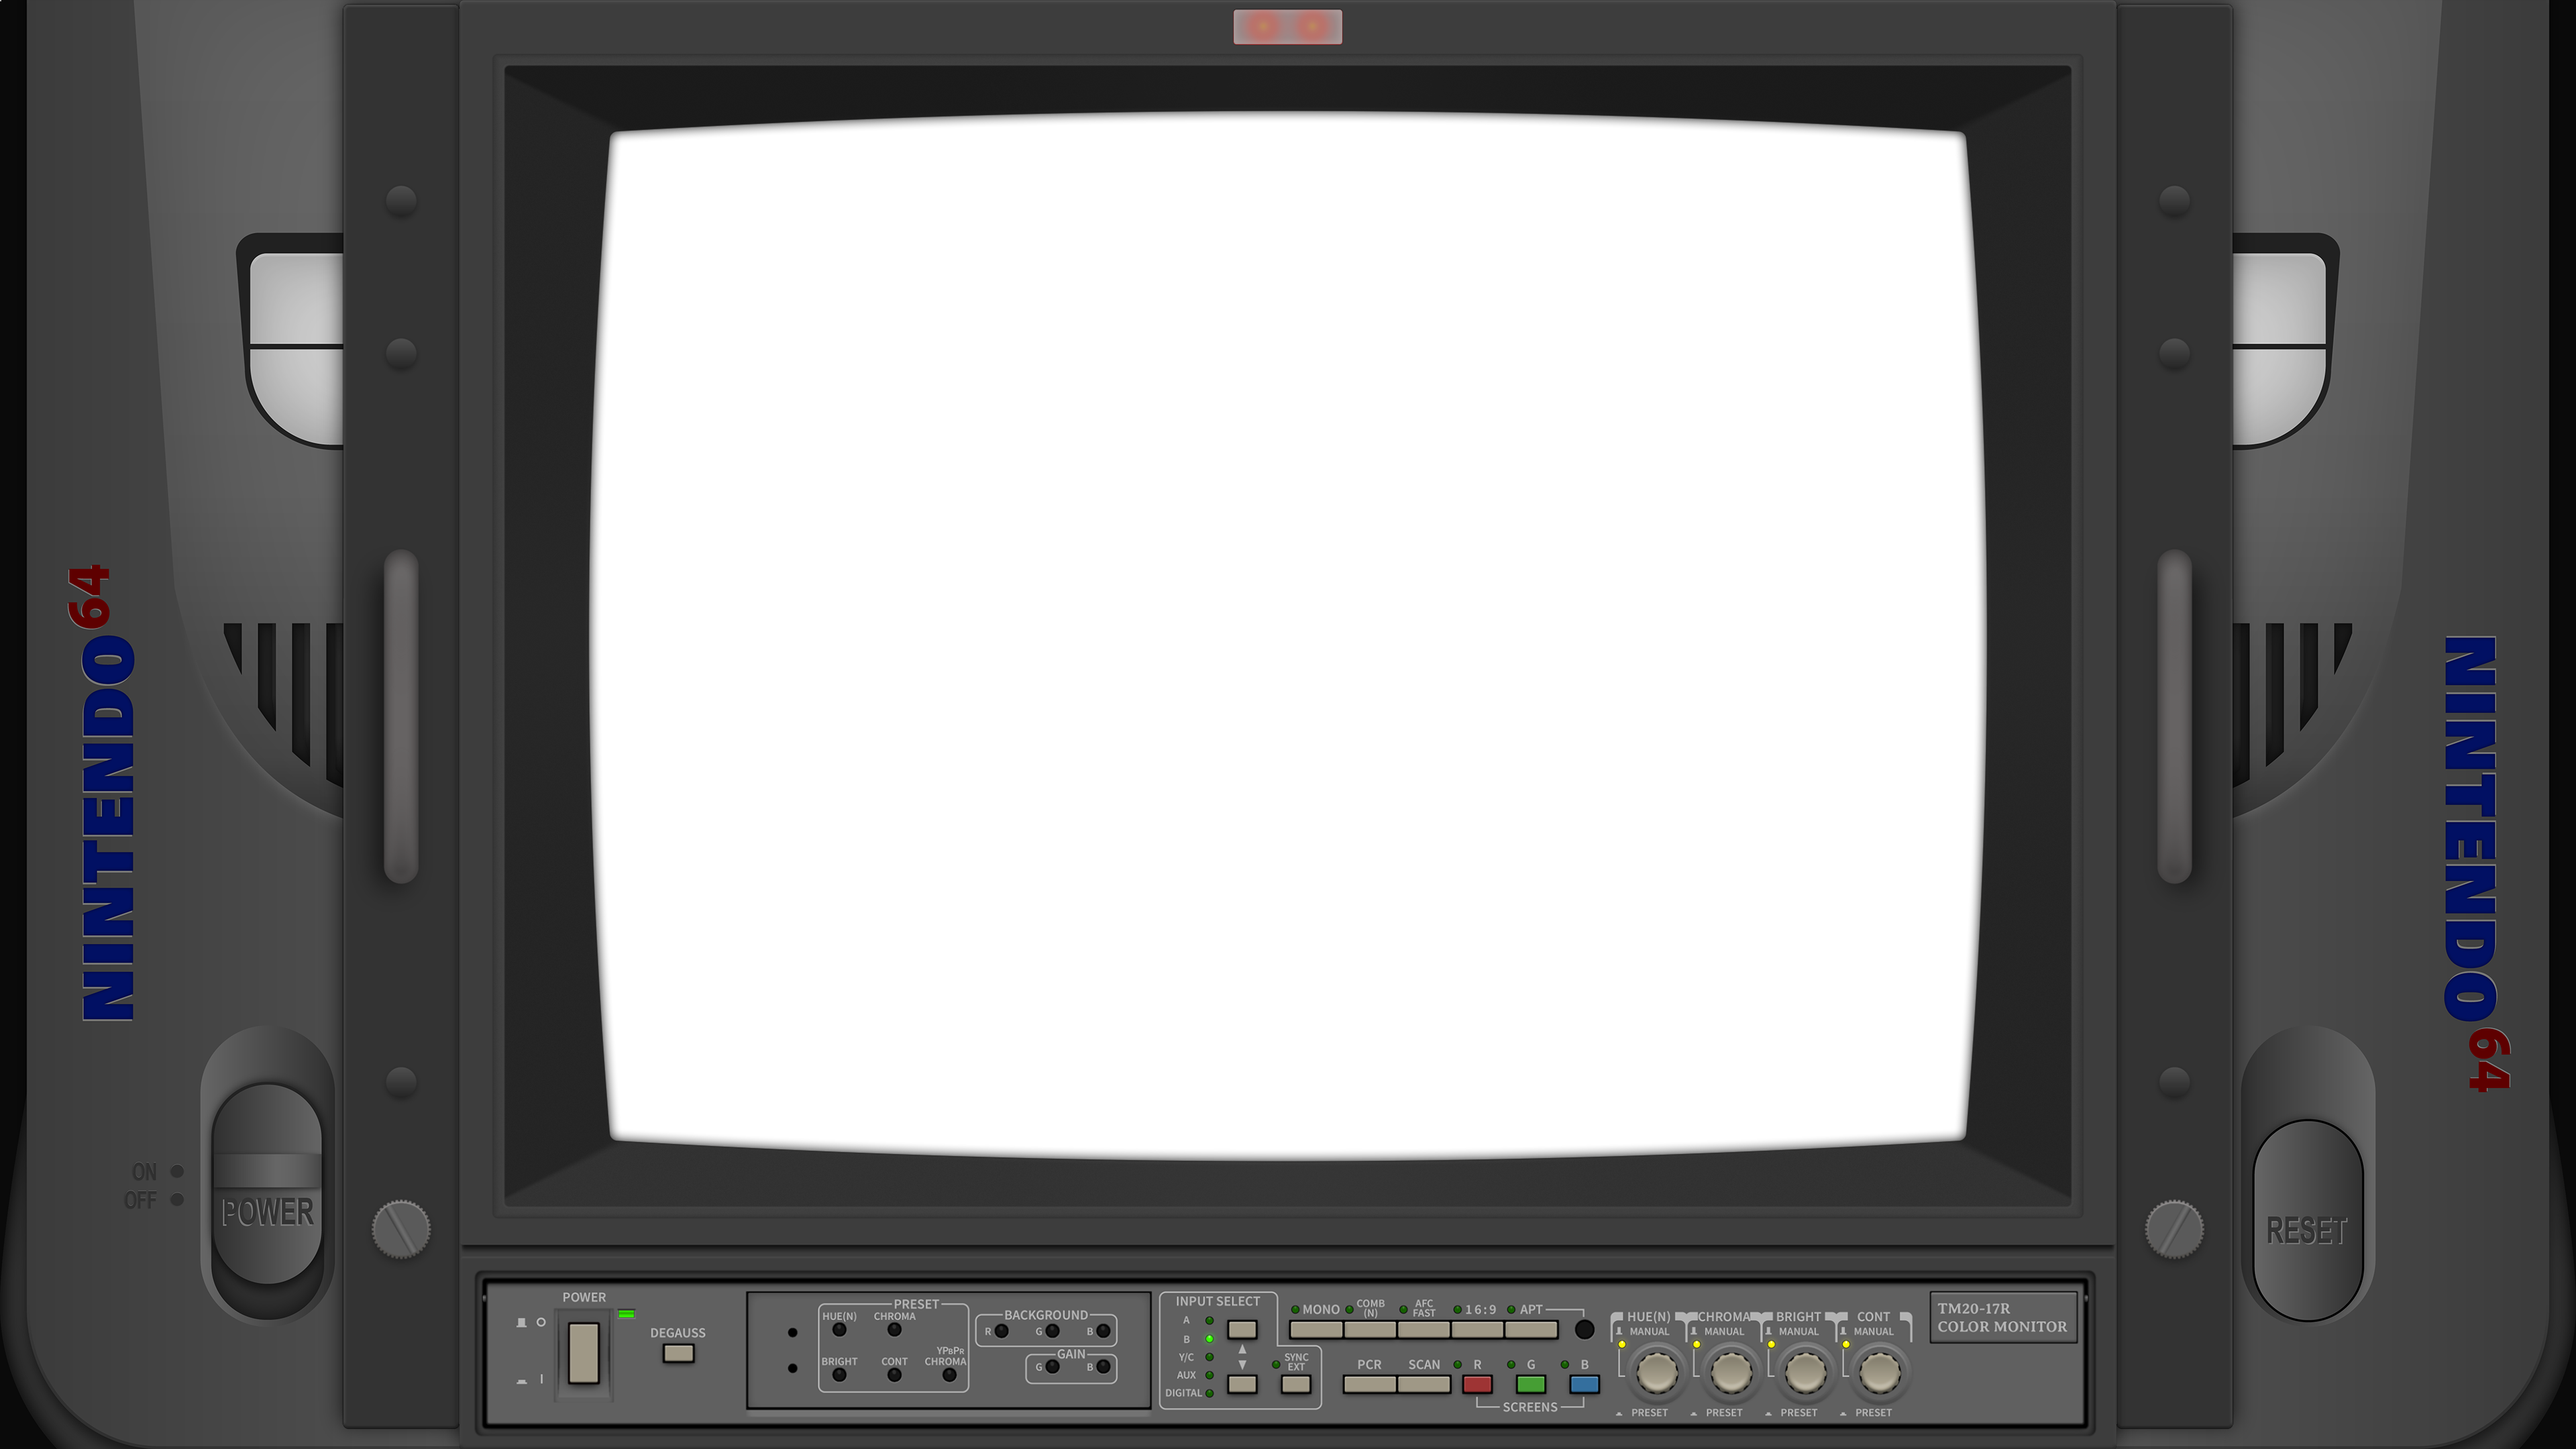 NINTENDO64
NINTENDO64
ON
OFF
POWER
RESET
POWER
DEGAUSS
PRESET
HUE(N)
CHROMA
BRIGHT
CONT
YPBPR
CHROMA
BACKGROUND
R G B
GAIN
G B
INPUT SELECT
A
B
Y/C
AUX
DIGITAL
SYNC
EXT
MONO
COMB
(N)
AFC
FAST
16:9
APT
PCR
SCAN
R
G
B
SCREENS
HUE(N)
MANUAL
PRESET
CHROMA
MANUAL
PRESET
BRIGHT
MANUAL
PRESET
CONT
MANUAL
PRESET
TM20-17R
COLOR MONITOR